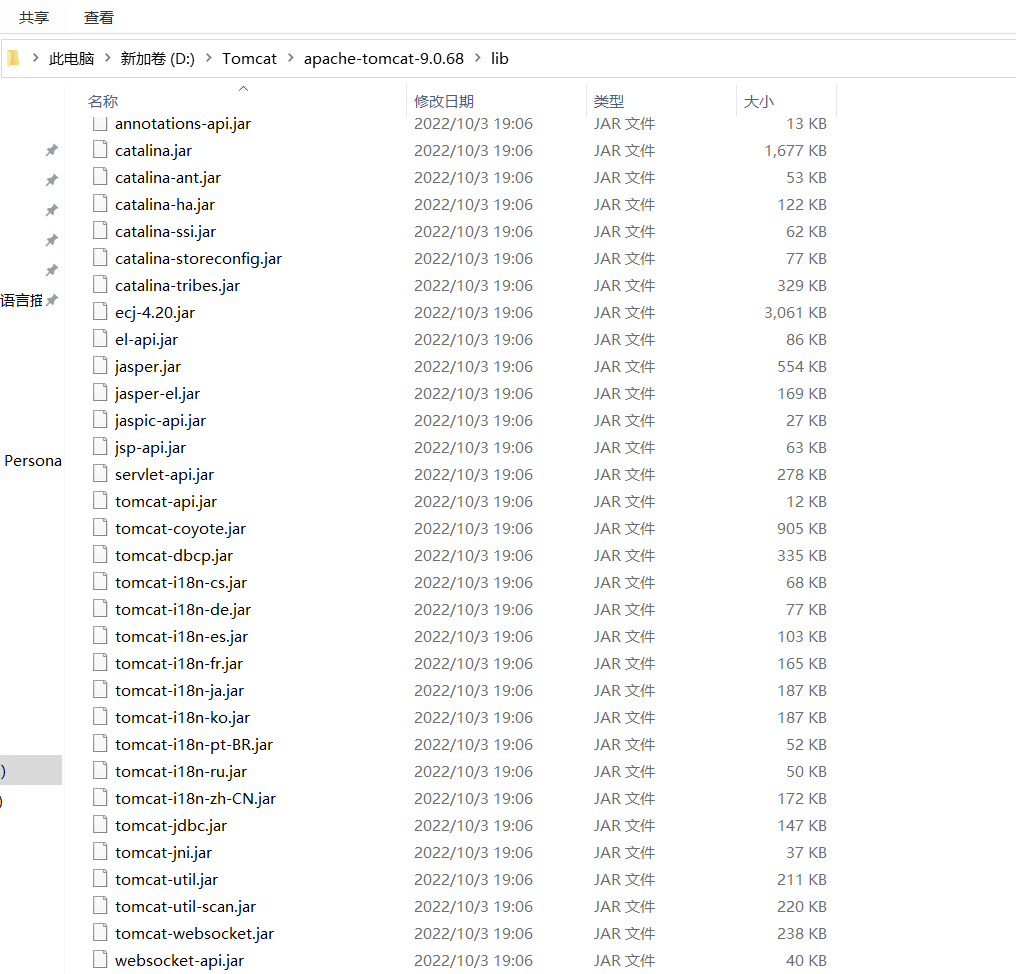 共享 查看
此电脑 新加卷 (D:) Tomcat apache-tomcat-9.0.68 lib
名称 修改日期 类型 大小
annotations-api.jar 2022/10/3 19:06 JAR 文件 13 KB
catalina.jar 2022/10/3 19:06 JAR 文件 1,677 KB
catalina-ant.jar 2022/10/3 19:06 JAR 文件 53 KB
catalina-ha.jar 2022/10/3 19:06 JAR 文件 122 KB
catalina-ssi.jar 2022/10/3 19:06 JAR 文件 62 KB
catalina-storeconfig.jar 2022/10/3 19:06 JAR 文件 77 KB
catalina-tribes.jar 2022/10/3 19:06 JAR 文件 329 KB
语言描
ecj-4.20.jar 2022/10/3 19:06 JAR 文件 3,061 KB
el-api.jar 2022/10/3 19:06 JAR 文件 86 KB
jasper.jar 2022/10/3 19:06 JAR 文件 554 KB
jasper-el.jar 2022/10/3 19:06 JAR 文件 169 KB
jaspic-api.jar 2022/10/3 19:06 JAR 文件 27 KB
jsp-api.jar 2022/10/3 19:06 JAR 文件 63 KB
Persona
servlet-api.jar 2022/10/3 19:06 JAR 文件 278 KB
tomcat-api.jar 2022/10/3 19:06 JAR 文件 12 KB
tomcat-coyote.jar 2022/10/3 19:06 JAR 文件 905 KB
tomcat-dbcp.jar 2022/10/3 19:06 JAR 文件 335 KB
tomcat-i18n-cs.jar 2022/10/3 19:06 JAR 文件 68 KB
tomcat-i18n-de.jar 2022/10/3 19:06 JAR 文件 77 KB
tomcat-i18n-es.jar 2022/10/3 19:06 JAR 文件 103 KB
tomcat-i18n-fr.jar 2022/10/3 19:06 JAR 文件 165 KB
tomcat-i18n-ja.jar 2022/10/3 19:06 JAR 文件 187 KB
tomcat-i18n-ko.jar 2022/10/3 19:06 JAR 文件 187 KB
tomcat-i18n-pt-BR.jar 2022/10/3 19:06 JAR 文件 52 KB
) tomcat-i18n-ru.jar 2022/10/3 19:06 JAR 文件 50 KB
) tomcat-i18n-zh-CN.jar 2022/10/3 19:06 JAR 文件 172 KB
tomcat-jdbc.jar 2022/10/3 19:06 JAR 文件 147 KB
tomcat-jni.jar 2022/10/3 19:06 JAR 文件 37 KB
tomcat-util.jar 2022/10/3 19:06 JAR 文件 211 KB
tomcat-util-scan.jar 2022/10/3 19:06 JAR 文件 220 KB
tomcat-websocket.jar 2022/10/3 19:06 JAR 文件 238 KB
websocket-api.jar 2022/10/3 19:06 JAR 文件 40 KB